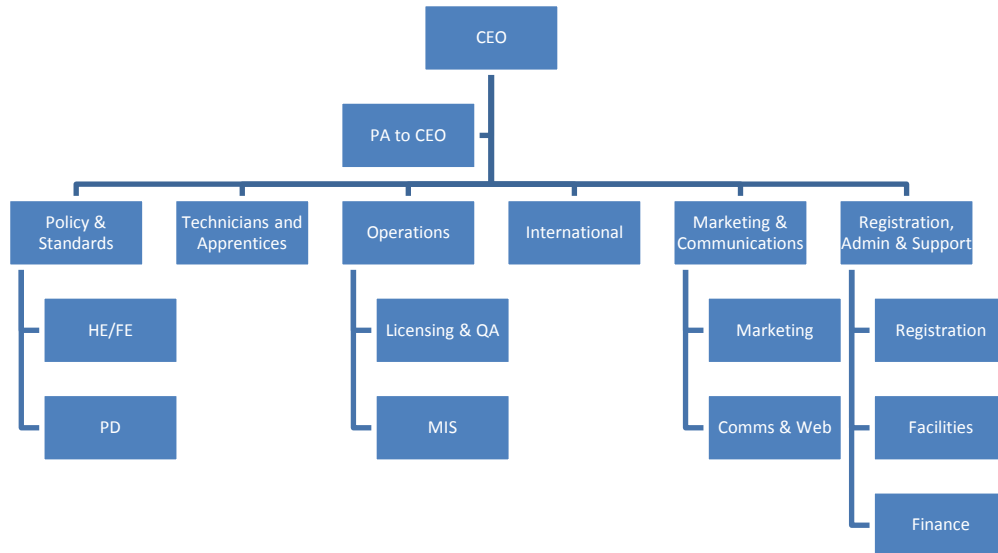 CEO
PA to CEO
Policy &
Standards
Technicians and
Apprentices
Operations
International
Marketing &
Communications
Registration,
Admin & Support
HE/FE
Licensing & QA
Marketing
Registration
PD
MIS
Comms & Web
Facilities
Finance